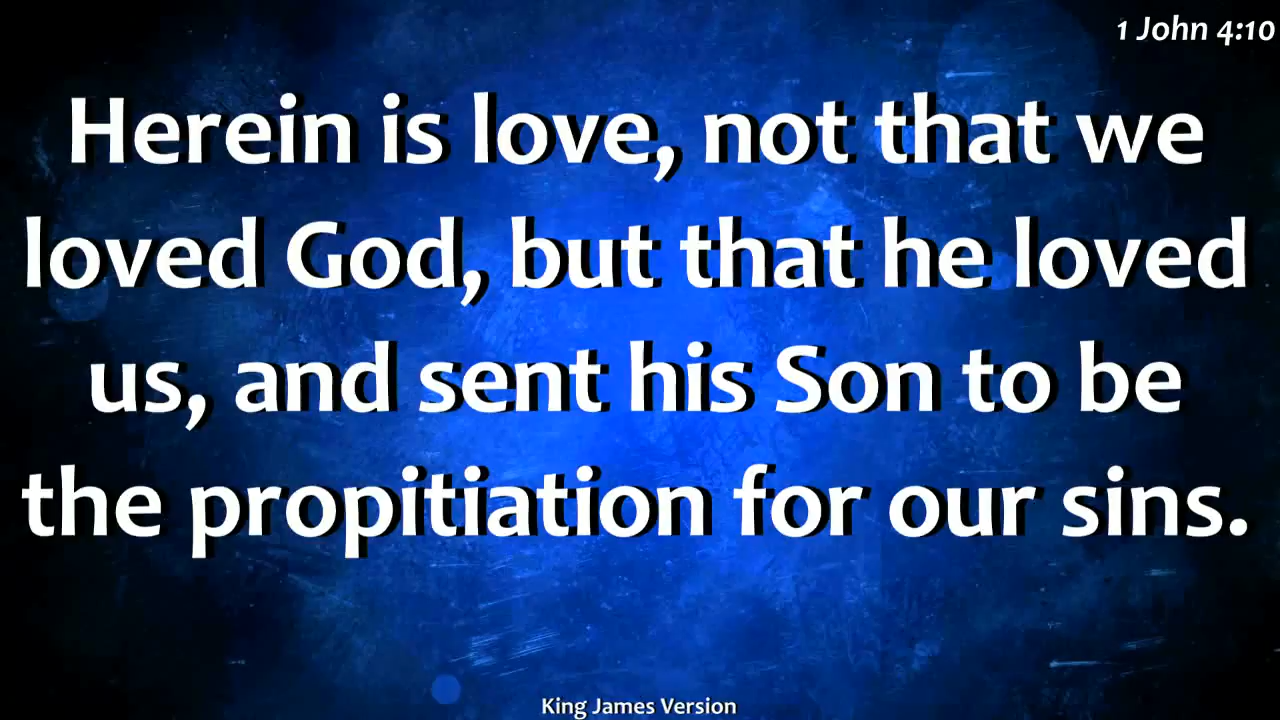 1 John 4:10
Herein is love, not that we
loved God, but that he loved
us, and sent his Son to be
the propitiation for our sins.
King James Version